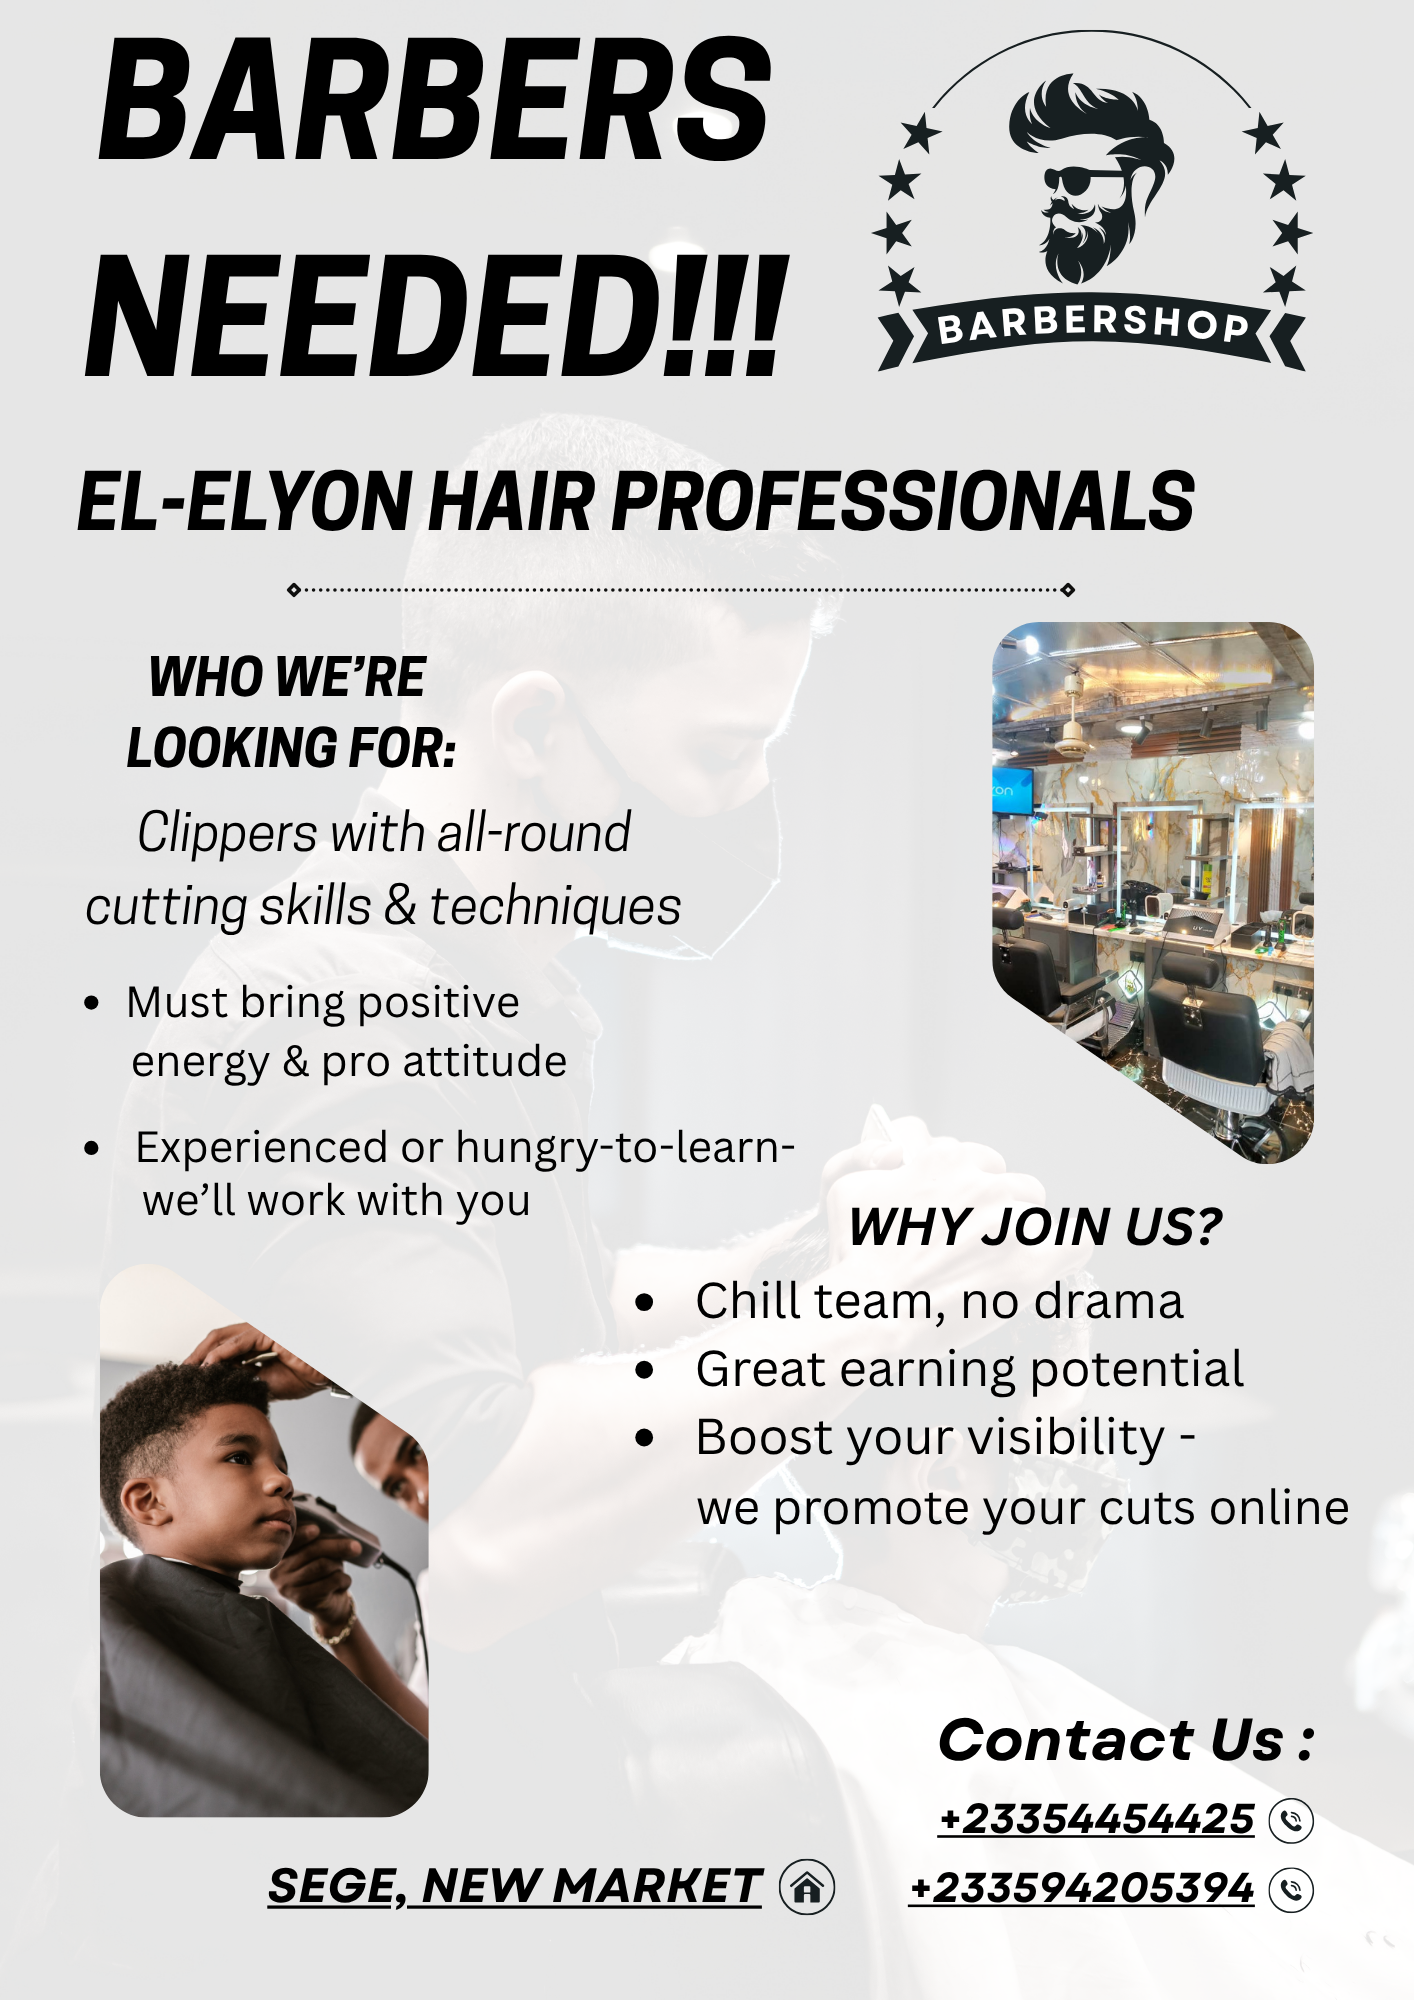 BARBERS
NEEDED!!!
BARBERSHOP
EL-ELYON HAIR PROFESSIONALS
WHO WE'RE
LOOKING FOR:
Clippers with all-round
cutting skills & techniques
• Must bring positive
energy & pro attitude
• Experienced or hungry-to-learn-
we'll work with you
WHY JOIN US?
• Chill team, no drama
• Great earning potential
• Boost your visibility -
we promote your cuts online
Contact Us :
+23354454425
SEGE, NEW MARKET
+233594205394